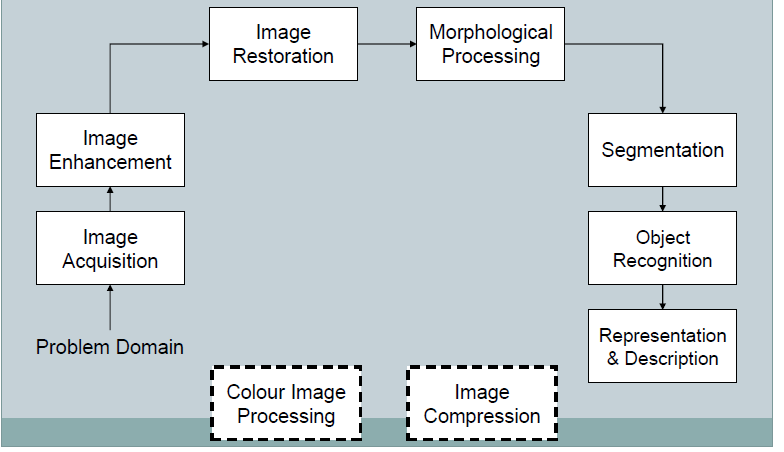 Image
Restoration
Morphological
Processing
Image
Enhancement
Segmentation
Image
Acquisition
Object
Recognition
Problem Domain
Representation
& Description
Colour Image
Processing
Image
Compression